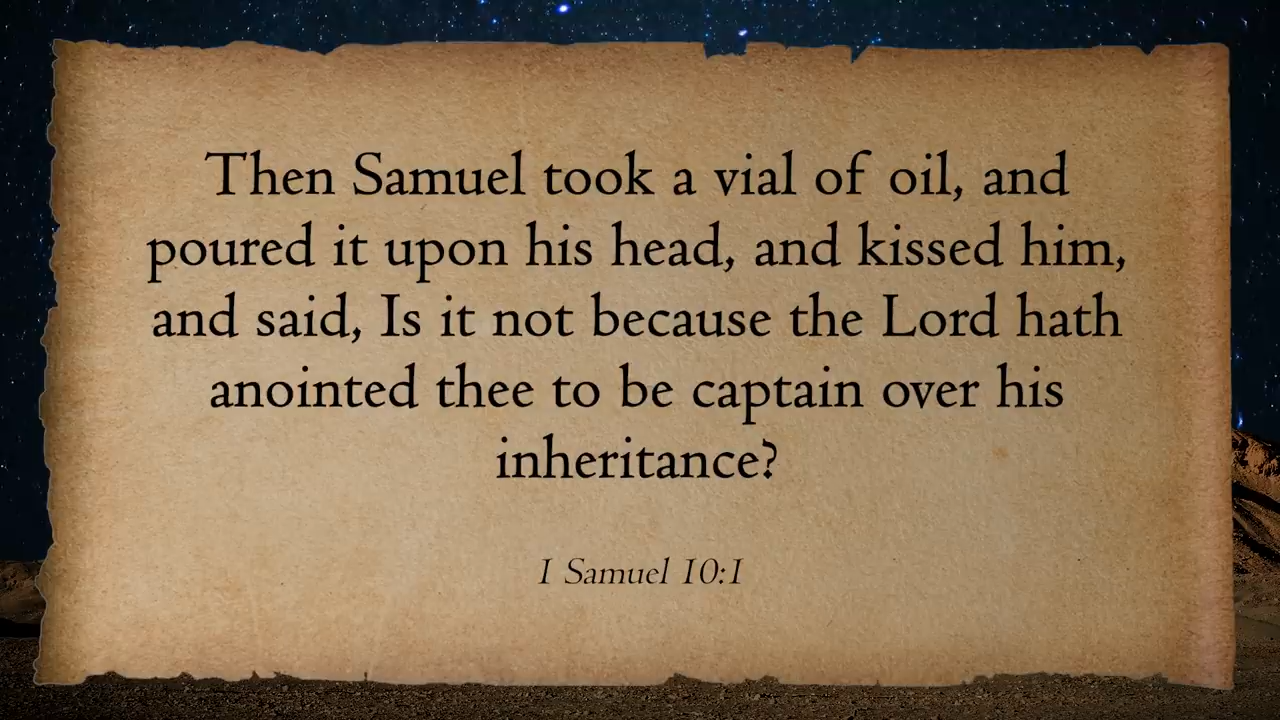 Then Samuel took a vial of oil, and
poured it upon his head, and kissed him,
and said, Is it not because the Lord hath
anointed thee to be captain over his
inheritance?
1 Samuel 10:1